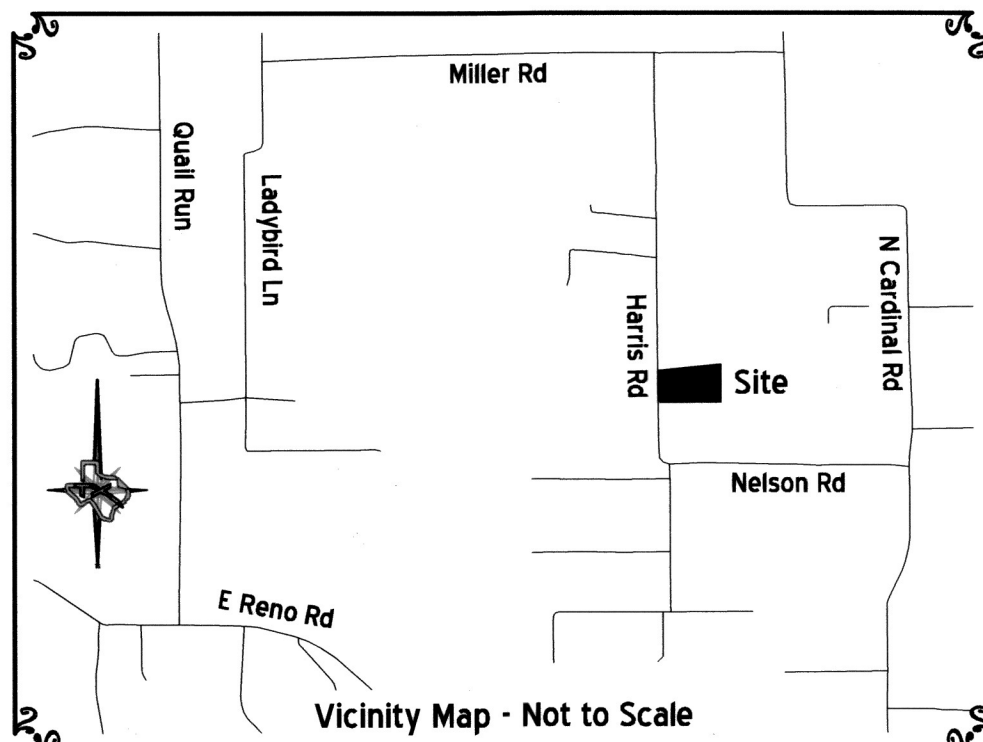 Miller Rd
Quail Run
Ladybird Ln
N Cardinal Rd
Harris Rd
Site
Nelson Rd
E Reno Rd
Vicinity Map - Not to Scale